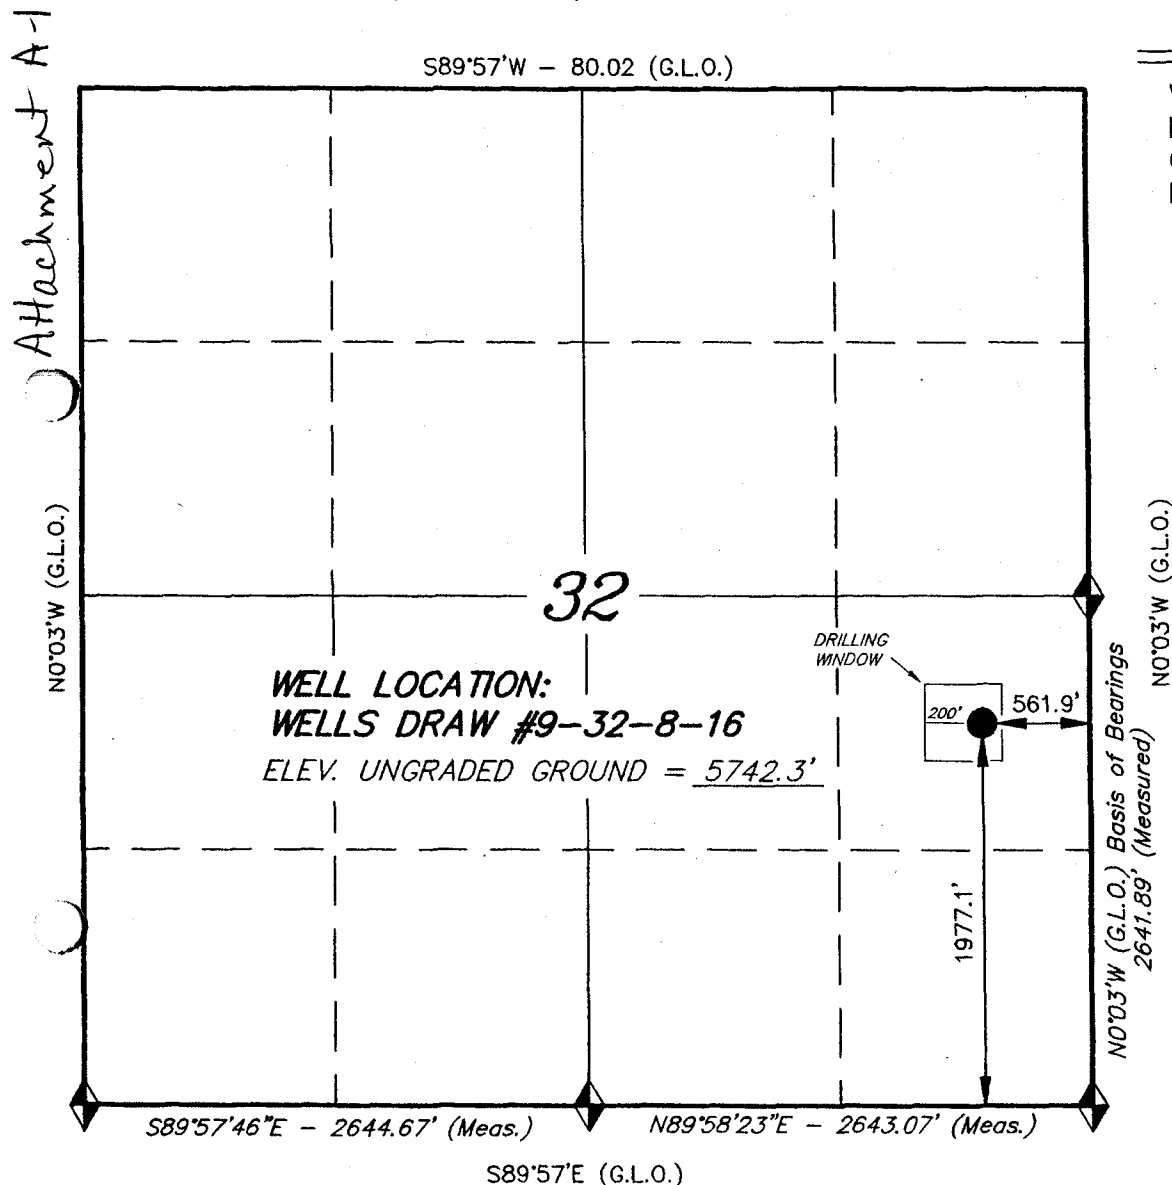 Attachment A-1
S89°57'W - 80.02 (G.L.O.)
N0°03'W (G.L.O.)
N0°03'W (G.L.O.)
32
DRILLING
WINDOW
WELL LOCATION:
WELLS DRAW #9-32-8-16
ELEV. UNGRADED GROUND = 5742.3'
200'
561.9'
1977.1'
N0°03'W (G.L.O.) Basis of Bearings
2641.89' (Measured)
S89°57'46"E - 2644.67' (Meas.)
N89°58'23"E - 2643.07' (Meas.)
S89°57'E (G.L.O.)